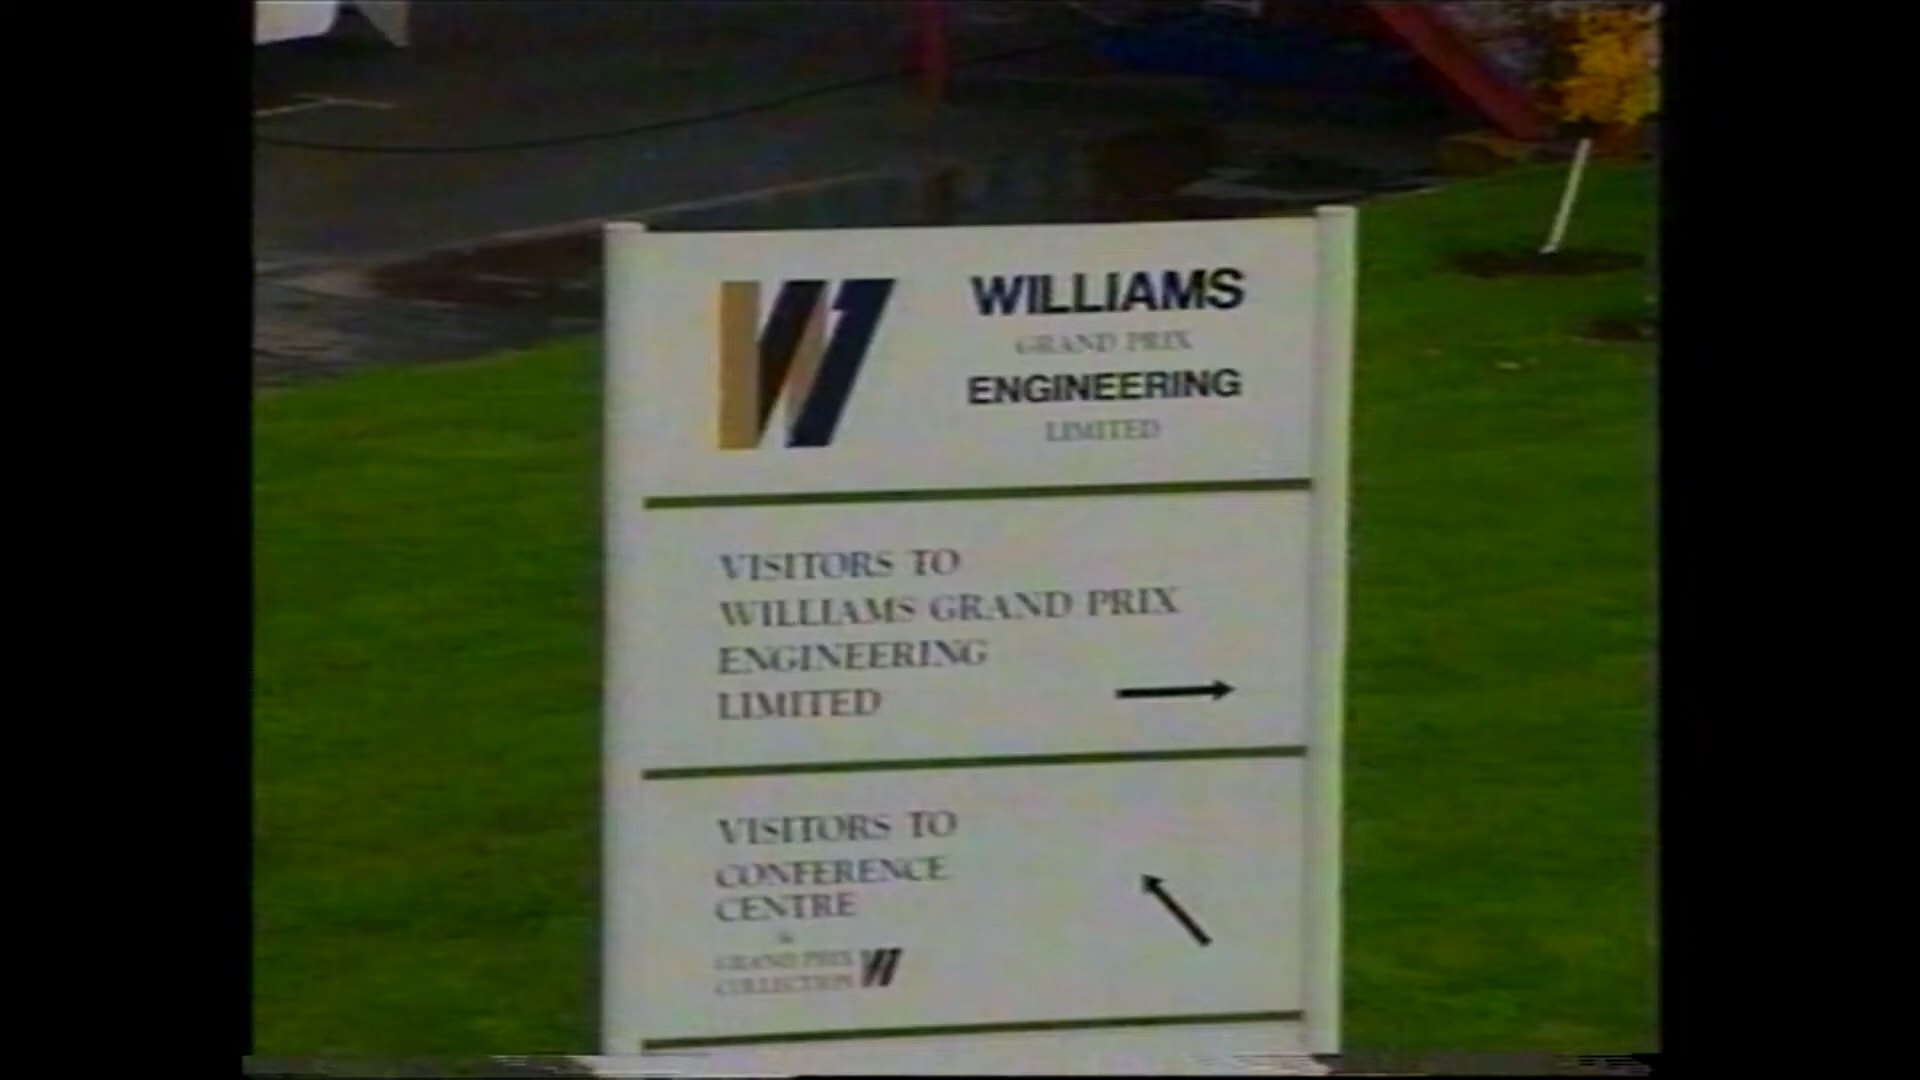 WILLIAMS
GRAND PRIX
ENGINEERING
LIMITED
VISITORS TO
WILLIAMS GRAND PRIX
ENGINEERING
LIMITED
VISITORS TO
CONFERENCE
CENTRE
&
GRAND PRIX
COLLECTION